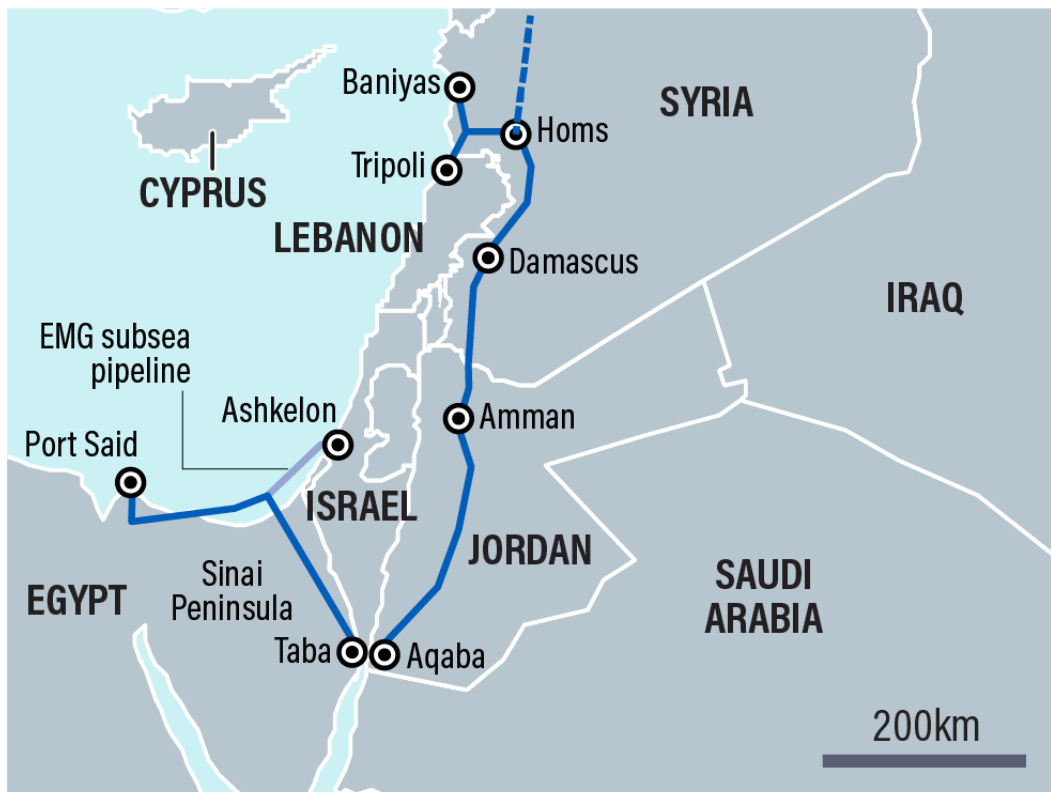 Baniyas
SYRIA
Homs
Tripoli
CYPRUS
LEBANON
Damascus
IRAQ
EMG subsea
pipeline
Ashkelon
Amman
Port Said
ISRAEL
JORDAN
Sinai
Peninsula
EGYPT
SAUDI
ARABIA
Taba
Aqaba
200km